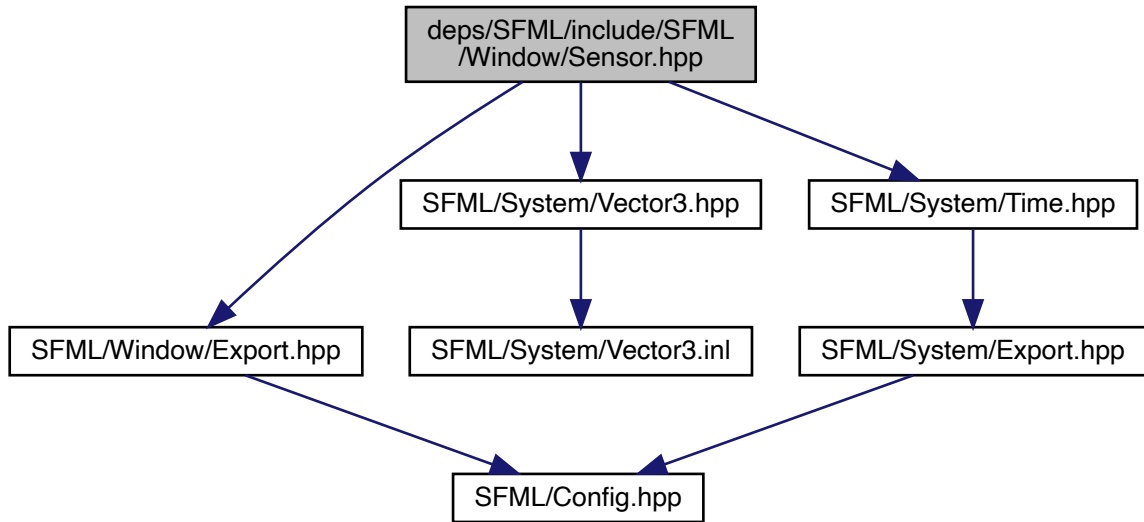 deps/SFML/include/SFML
/Window/Sensor.hpp
SFML/System/Vector3.hpp
SFML/System/Time.hpp
SFML/Window/Export.hpp
SFML/System/Vector3.inl
SFML/System/Export.hpp
SFML/Config.hpp